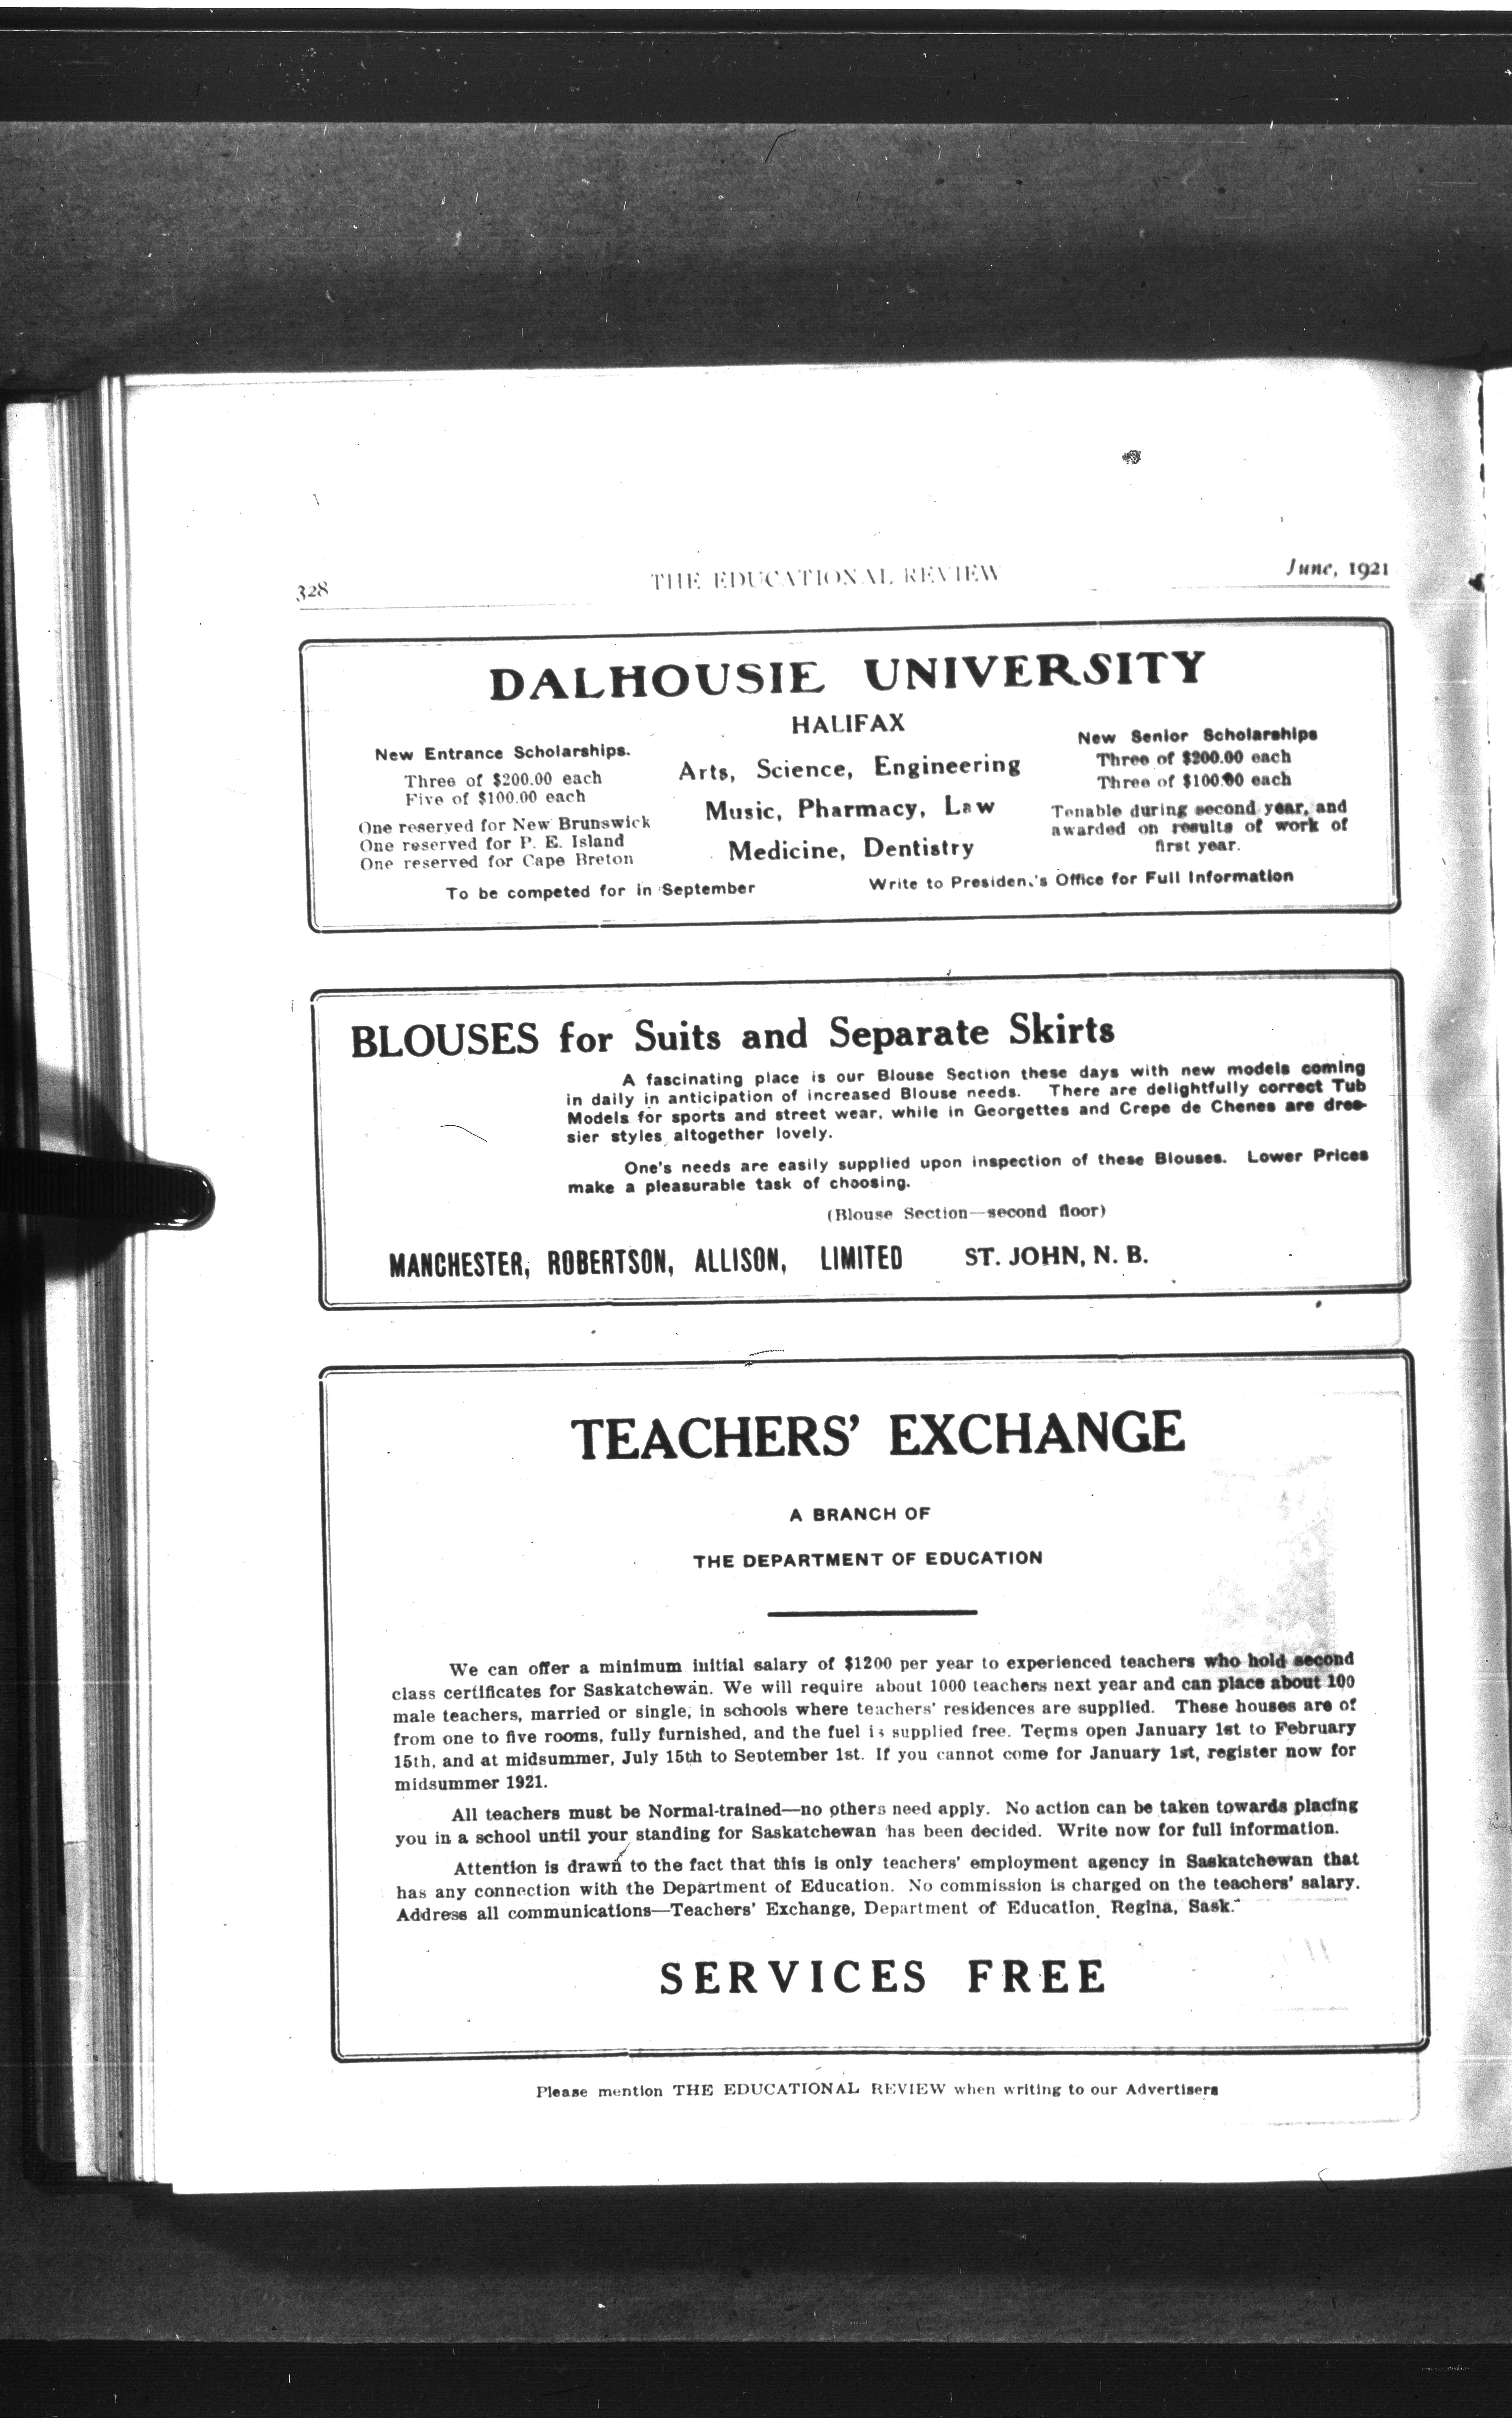 328
THE EDUCATIONAL REVIEW
June, 1921
DALHOUSIE UNIVERSITY
HALIFAX
New Entrance Scholarships.
Three of $200.00 each
Five of $100.00 each
One reserved for New Brunswick
One reserved for P. E. Island
One reserved for Cape Breton
To be competed for in September
Arts, Science, Engineering
Music, Pharmacy, Law
Medicine, Dentistry
New Senior Scholarships
Three of $200.00 each
Three of $100.00 each
Tenable during second year, and
awarded on results of work of
first year.
Write to Presiden.'s Office for Full Information
BLOUSES for Suits and Separate Skirts
A fascinating place is our Blouse Section these days with new models coming
in daily in anticipation of increased Blouse needs. There are delightfully correct Tub
Models for sports and street wear, while in Georgettes and Crepe de Chenes are dres-
sier styles altogether lovely.
One's needs are easily supplied upon inspection of these Blouses. Lower Prices
make a pleasurable task of choosing.
(Blouse Section—second floor)
MANCHESTER, ROBERTSON, ALLISON, LIMITED ST. JOHN, N. B.
TEACHERS' EXCHANGE
A BRANCH OF
THE DEPARTMENT OF EDUCATION
We can offer a minimum initial salary of $1200 per year to experienced teachers who hold second
class certificates for Saskatchewan. We will require about 1000 teachers next year and can place about 100
male teachers, married or single, in schools where teachers' residences are supplied. These houses are of
from one to five rooms, fully furnished, and the fuel is supplied free. Terms open January 1st to February
15th, and at midsummer, July 15th to September 1st. If you cannot come for January 1st, register now for
midsummer 1921.
All teachers must be Normal-trained—no others need apply. No action can be taken towards placing
you in a school until your standing for Saskatchewan has been decided. Write now for full information.
Attention is drawn to the fact that this is only teachers' employment agency in Saskatchewan that
has any connection with the Department of Education. No commission is charged on the teachers' salary.
Address all communications—Teachers' Exchange, Department of Education, Regina, Sask.
SERVICES FREE
Please mention THE EDUCATIONAL REVIEW when writing to our Advertisers